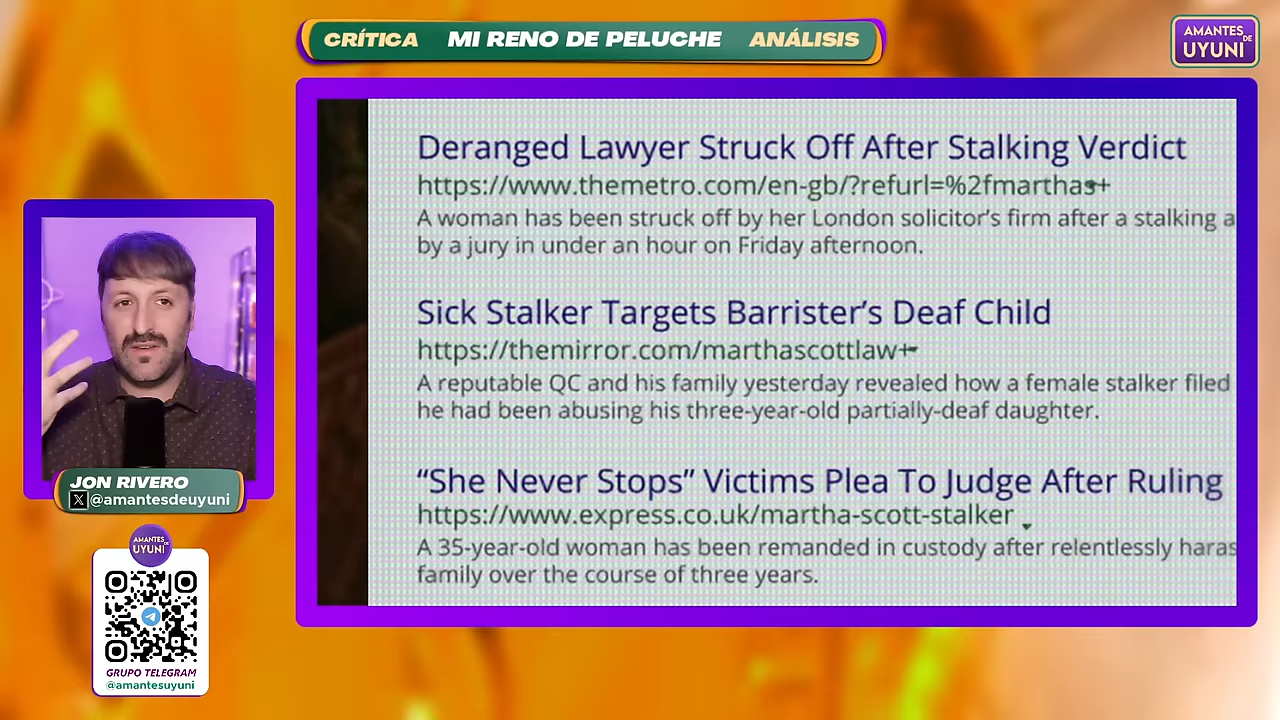 CRÍTICA MI RENO DE PELUCHE ANÁLISIS
AMANTES DE
UYUNI
Deranged Lawyer Struck Off After Stalking Verdict
https://www.themetro.com/en-gb/?refurl=%2fmarthas+
A woman has been struck off by her London solicitor's firm after a stalking a
by a jury in under an hour on Friday afternoon.
Sick Stalker Targets Barrister's Deaf Child
https://themirror.com/marthascottlaw+
A reputable QC and his family yesterday revealed how a female stalker filed
he had been abusing his three-year-old partially-deaf daughter.
“She Never Stops” Victims Plea To Judge After Ruling
https://www.express.co.uk/martha-scott-stalker
A 35-year-old woman has been remanded in custody after relentlessly haras
family over the course of three years.
JON RIVERO
X @amantesdeuyuni
AMANTES DE
UYUNI
GRUPO TELEGRAM
@amantesuyuni